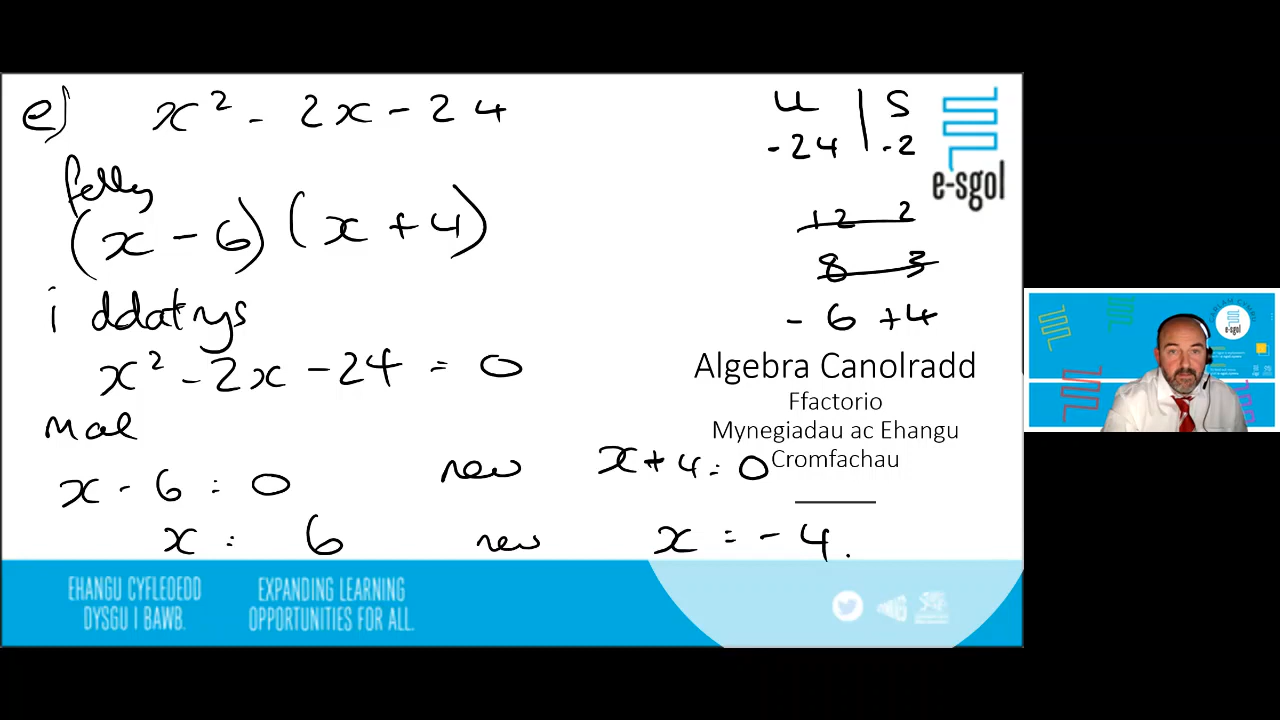 e) x² - 2x - 24
felly
(x - 6) (x + 4)
i ddatrys
x² - 2x - 24 = 0
mae
x - 6 = 0 neu x + 4 = 0
x = 6 neu x = -4.
LL | S
-24 | -2
12 2
8 3
-6 +4
e-sgol
Algebra Canolradd
Ffactorio
Mynegiadau ac Ehangu
Cromfachau
EHANGU CYFLEOEDD
DYSGU I BAWB.
EXPANDING LEARNING
OPPORTUNITIES FOR ALL.
e-sgol